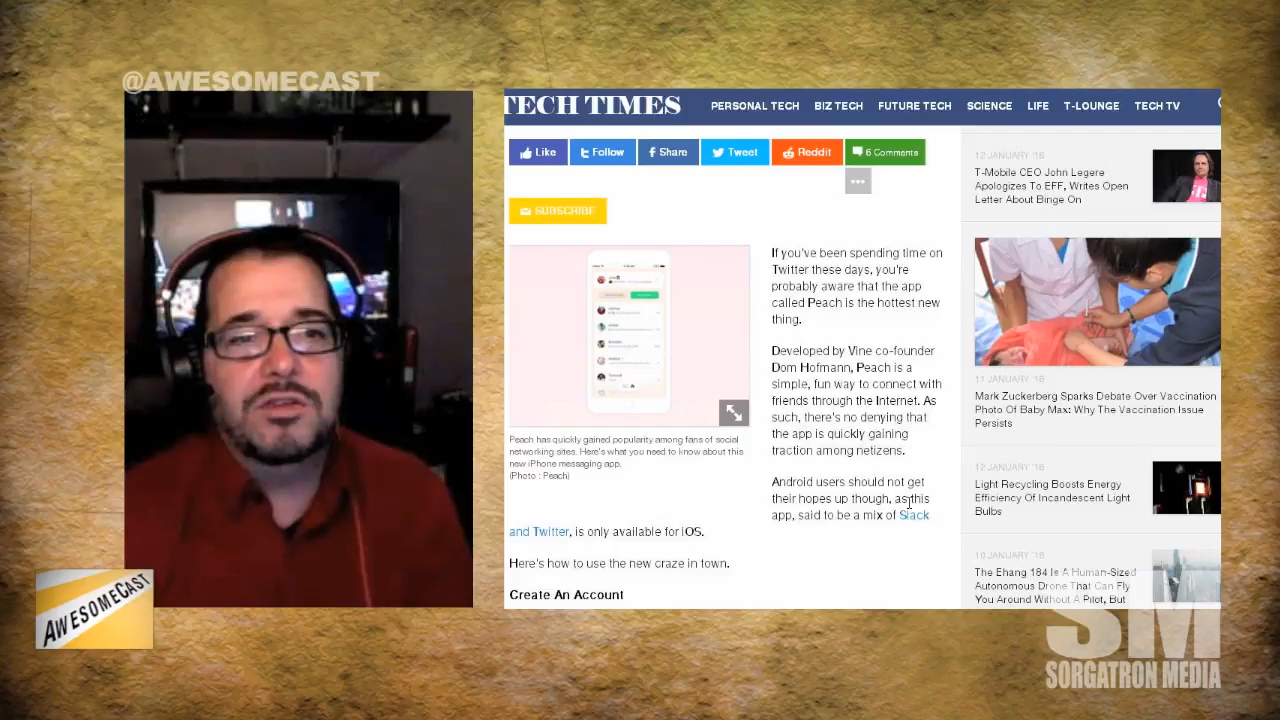 @AWESOMECAST
TECH TIMES
PERSONAL TECH
BIZ TECH
FUTURE TECH
SCIENCE
LIFE
T-LOUNGE
TECH TV
Like
Follow
Share
Tweet
Reddit
6 Comments
SUBSCRIBE
Peach has quickly gained popularity among fans of social
networking sites. Here's what you need to know about this
new iPhone messaging app.
(Photo : Peach)
If you've been spending time on
Twitter these days, you're
probably aware that the app
called Peach is the hottest new
thing.
Developed by Vine co-founder
Dom Hofmann, Peach is a
simple, fun way to connect with
friends through the Internet. As
such, there's no denying that
the app is quickly gaining
traction among netizens.
Android users should not get
their hopes up though, as this
app, said to be a mix of Slack
and Twitter, is only available for iOS.
Here's how to use the new craze in town.
Create An Account
12 JANUARY '16
T-Mobile CEO John Legere
Apologizes To EFF, Writes Open
Letter About Binge On
11 JANUARY '16
Mark Zuckerberg Sparks Debate Over Vaccination
Photo Of Baby Max: Why The Vaccination Issue
Persists
12 JANUARY '16
Light Recycling Boosts Energy
Efficiency Of Incandescent Light
Bulbs
10 JANUARY '16
The Ehang 184 Is A Human-Sized
Autonomous Drone That Can Fly
You Around Without A Pilot, But
AWESOMECAST
SM
SORGATRON MEDIA